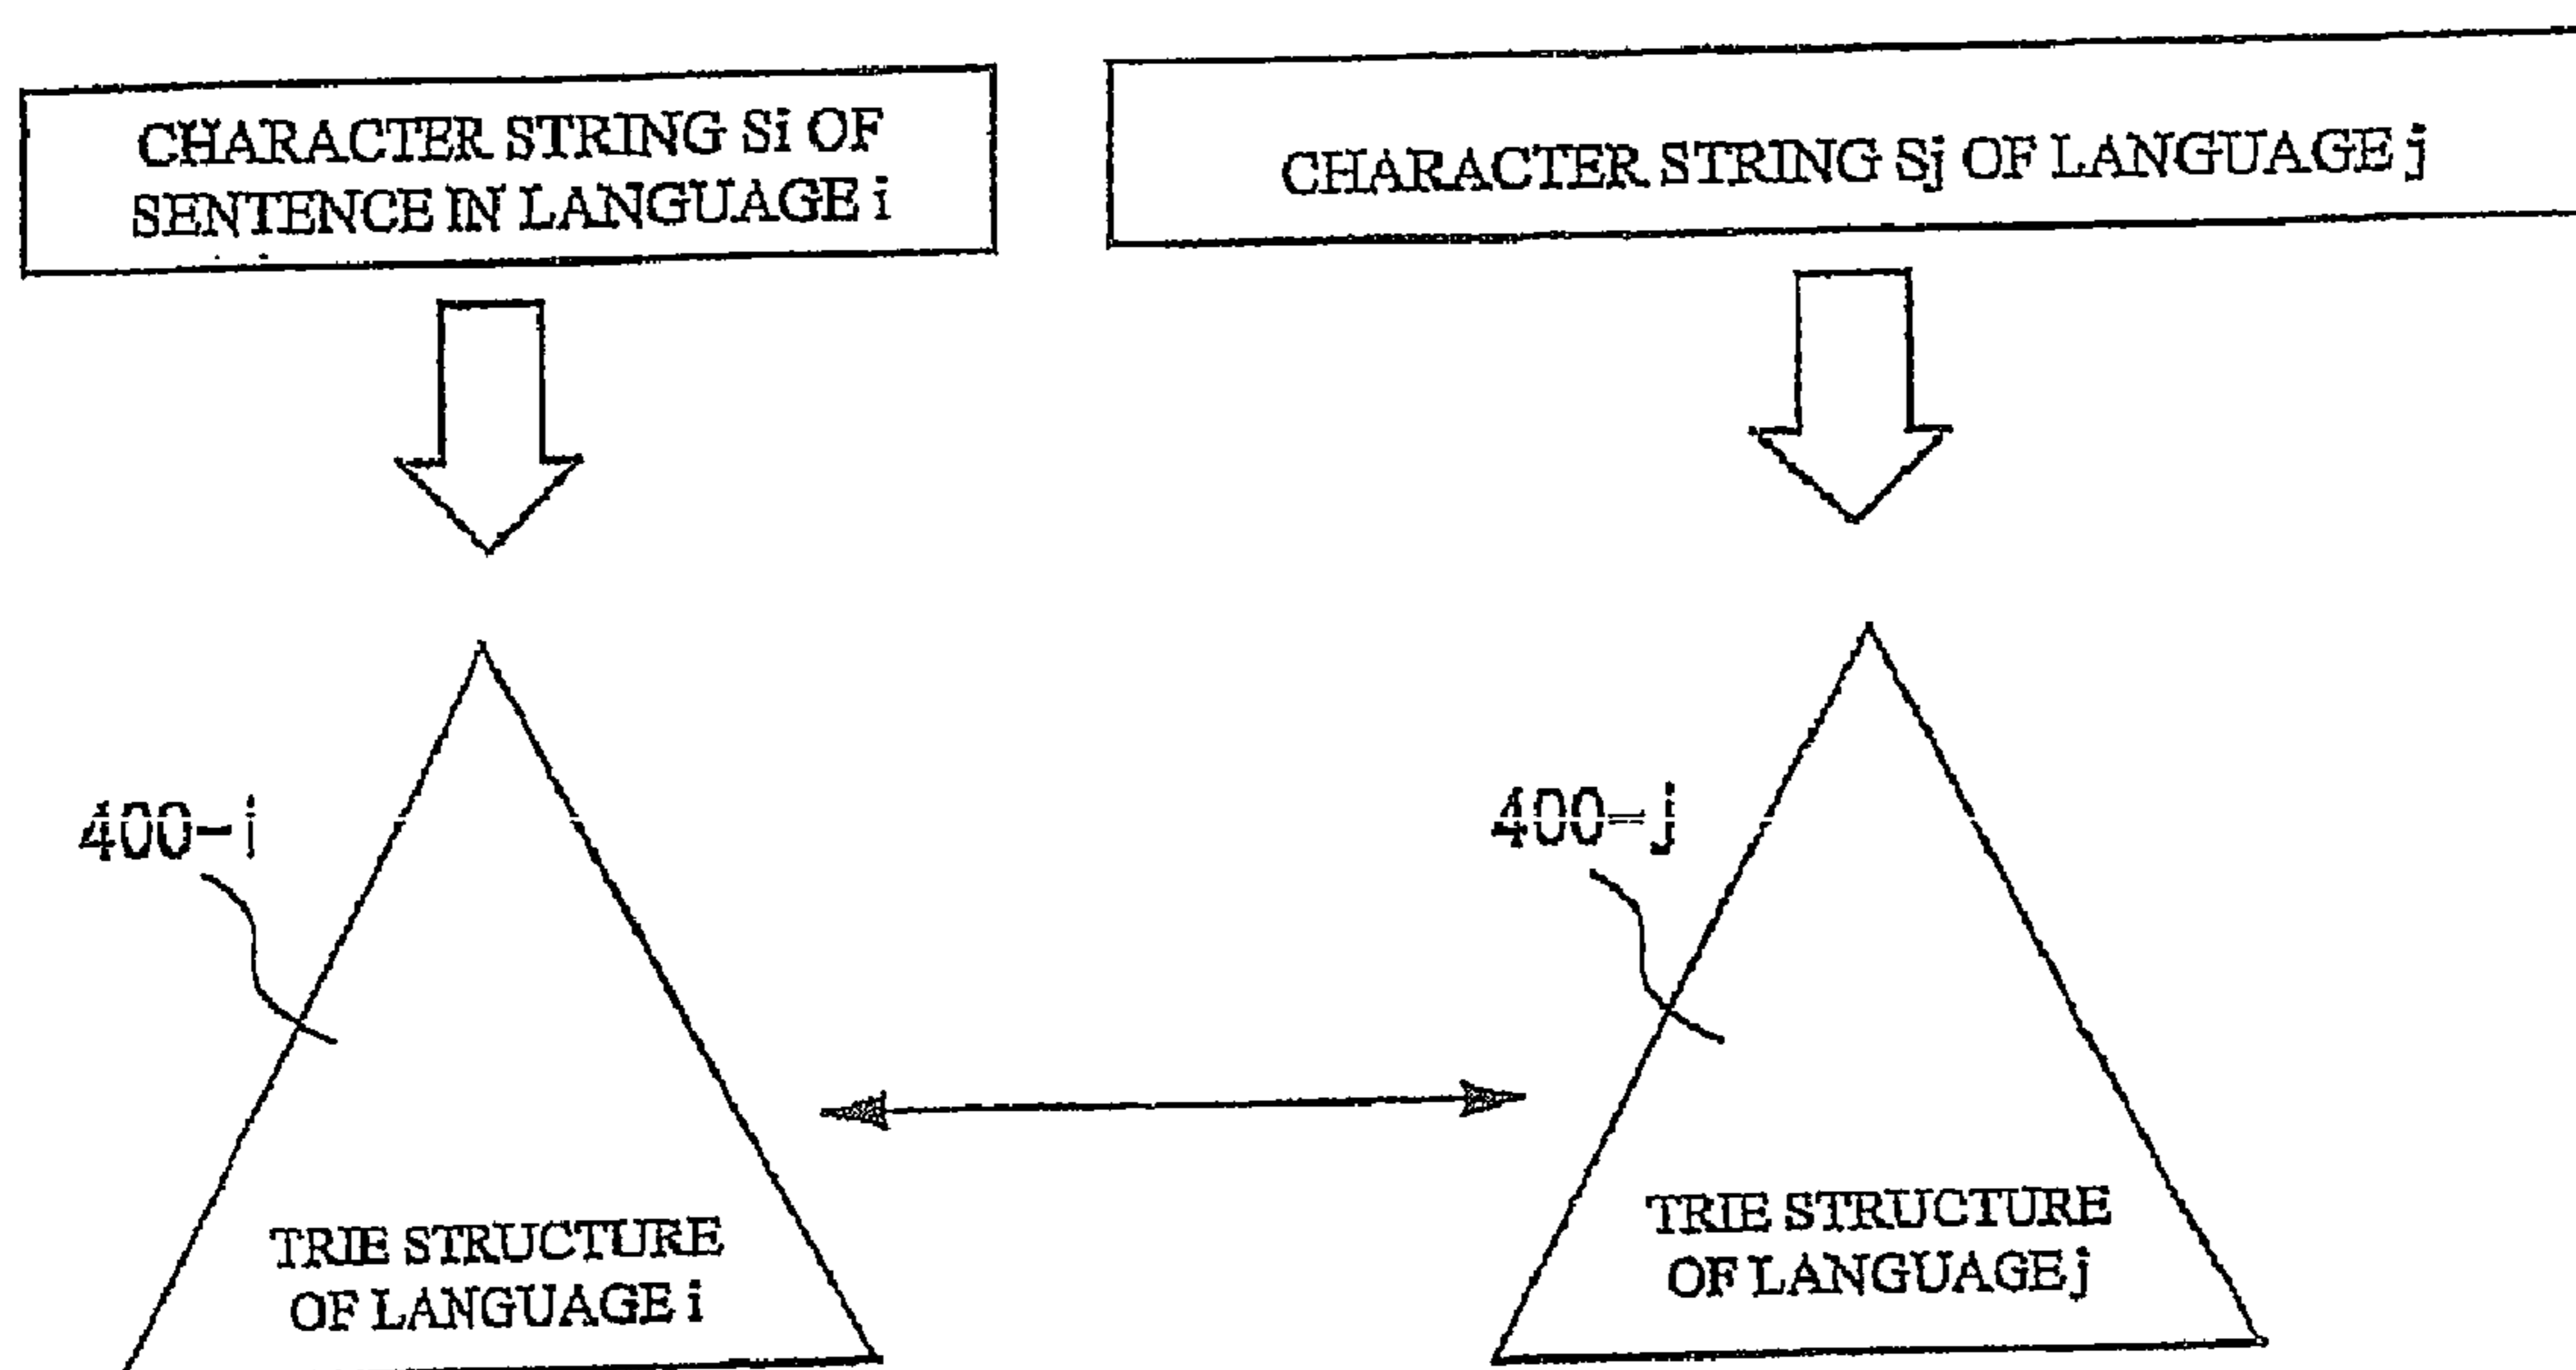 CHARACTER STRING Si OF
SENTENCE IN LANGUAGE i
CHARACTER STRING Sj OF LANGUAGE j
400-i
400-j
TRIE STRUCTURE
OF LANGUAGE i
TRIE STRUCTURE
OF LANGUAGE j